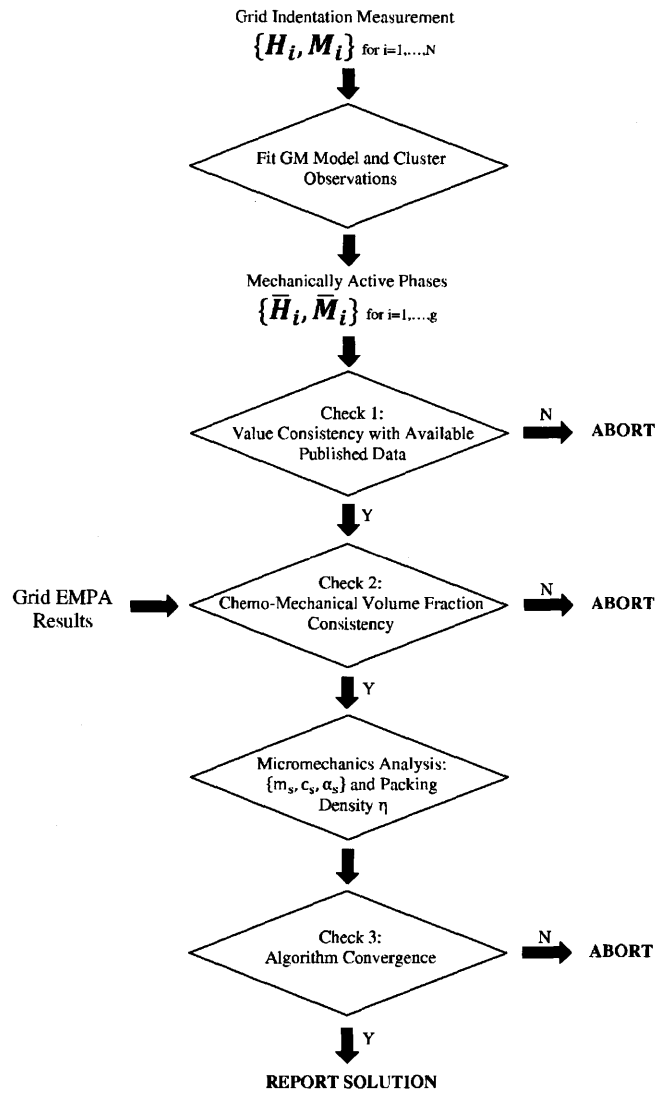 Grid Indentation Measurement
{H_i, M_i} for i=1,...,N
Fit GM Model and Cluster
Observations
Mechanically Active Phases
{H̅_i, M̅_i} for i=1,...,g
Check 1:
Value Consistency with Available
Published Data
N
ABORT
Y
Grid EMPA
Results
Check 2:
Chemo-Mechanical Volume Fraction
Consistency
N
ABORT
Y
Micromechanics Analysis:
{m_s, c_s, α_s} and Packing
Density η
Check 3:
Algorithm Convergence
N
ABORT
Y
REPORT SOLUTION